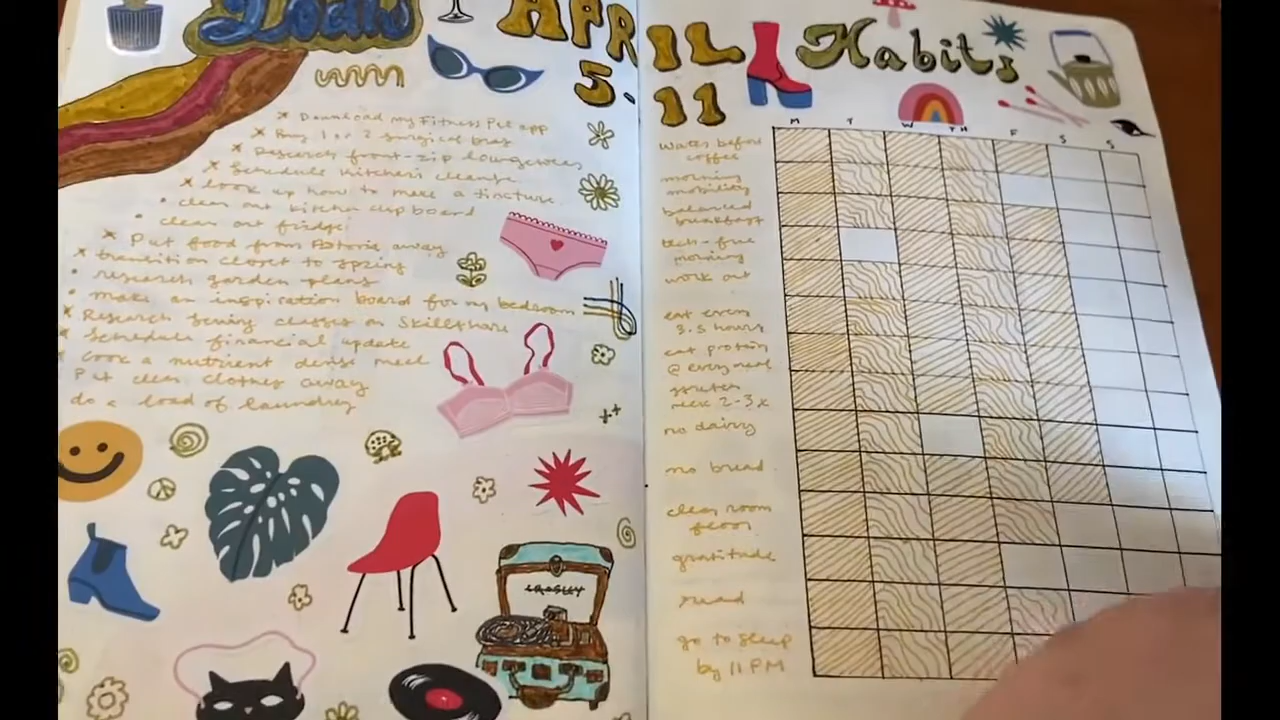 Goals
APRIL
5-11
Habits
x Download my Fitness Pal app
x Buy 1 or 2 surgical bras
x Research front-zip
x Schedule kitchen cleanse
x look up how to make a tincture
• clean out kitchen cupboard
• clean out fridge
x Put food from away
x transition closet to spring
• research garden plans
• make an inspiration board for my bedroom
x Research sewing classes on Skillshare
x Schedule financial update
x Cook a nutrient dense meal
Put clean clothes away
do a load of laundry
CROSLEY
M T W TH F S S
Water before
coffee
morning
mobility
balanced
breakfast
tech-free
morning
work out
eat every
3.5 hours
eat protein
@ every meal
stretch
neck 2-3x
no dairy
no bread
clean room
floor
gratitude
read
go to sleep
by 11 PM